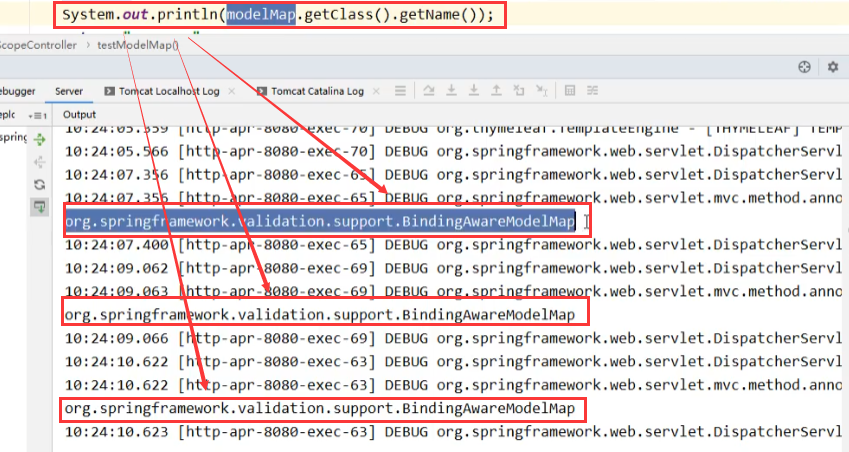 System.out.println(modelMap.getClass().getName());
ScopeController > testModelMap()
ebugger Server Tomcat Localhost Log × Tomcat Catalina Log ×
eplc Output
10:24:05.559 [http-apr-8080-exec-70] DEBUG org.thymeleaf.TemplateEngine - [THYMELEAF] TEMP
springr 10:24:05.566 [http-apr-8080-exec-70] DEBUG org.springframework.web.servlet.DispatcherServl
10:24:07.356 [http-apr-8080-exec-65] DEBUG org.springframework.web.servlet.DispatcherServl
10:24:07.356 [http-apr-8080-exec-65] DEBUG org.springframework.web.servlet.mvc.method.anno
org.springframework.validation.support.BindingAwareModelMap
10:24:07.400 [http-apr-8080-exec-65] DEBUG org.springframework.web.servlet.DispatcherServl
10:24:09.062 [http-apr-8080-exec-69] DEBUG org.springframework.web.servlet.DispatcherServl
10:24:09.063 [http-apr-8080-exec-69] DEBUG org.springframework.web.servlet.mvc.method.anno
org.springframework.validation.support.BindingAwareModelMap
10:24:09.066 [http-apr-8080-exec-69] DEBUG org.springframework.web.servlet.DispatcherServl
10:24:10.622 [http-apr-8080-exec-63] DEBUG org.springframework.web.servlet.DispatcherServl
10:24:10.622 [http-apr-8080-exec-63] DEBUG org.springframework.web.servlet.mvc.method.anno
org.springframework.validation.support.BindingAwareModelMap
10:24:10.623 [http-apr-8080-exec-63] DEBUG org.springframework.web.servlet.DispatcherServl